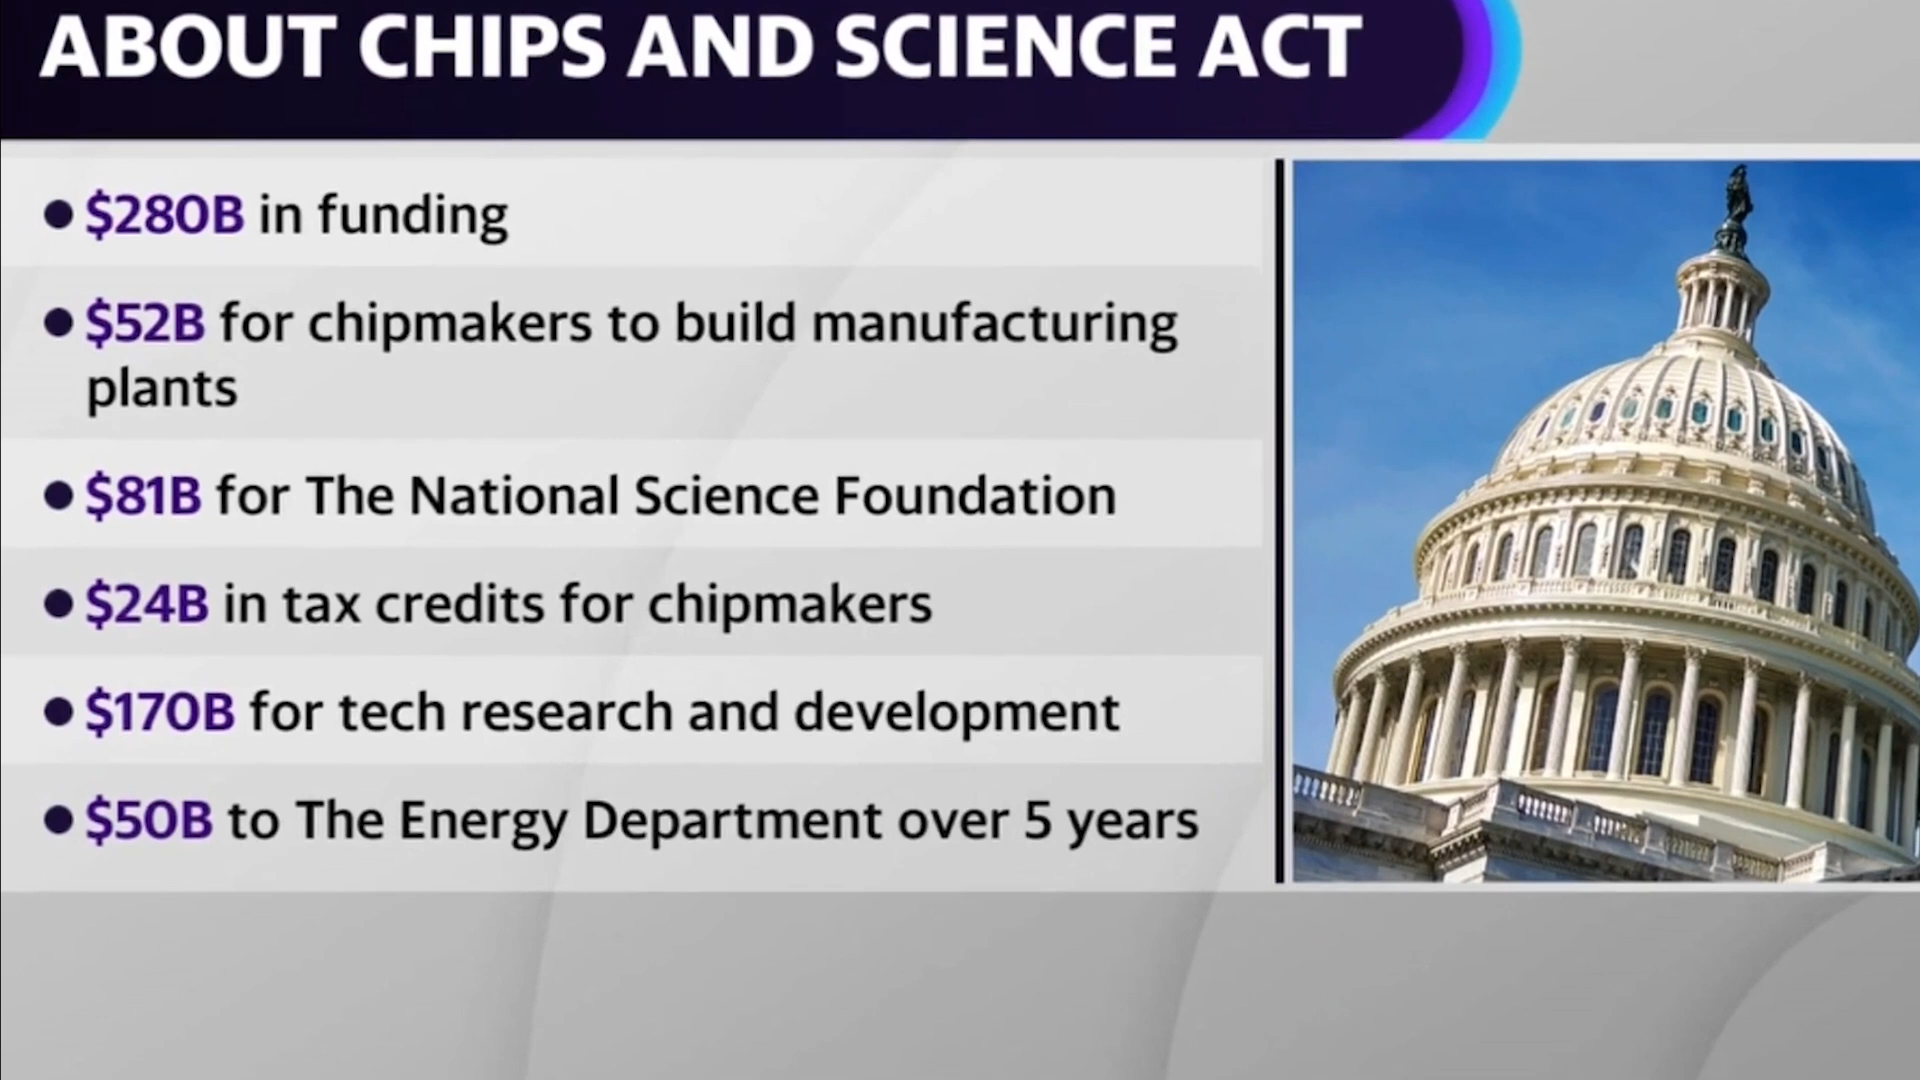 ABOUT CHIPS AND SCIENCE ACT
● $280B in funding
● $52B for chipmakers to build manufacturing
plants
● $81B for The National Science Foundation
● $24B in tax credits for chipmakers
● $170B for tech research and development
● $50B to The Energy Department over 5 years